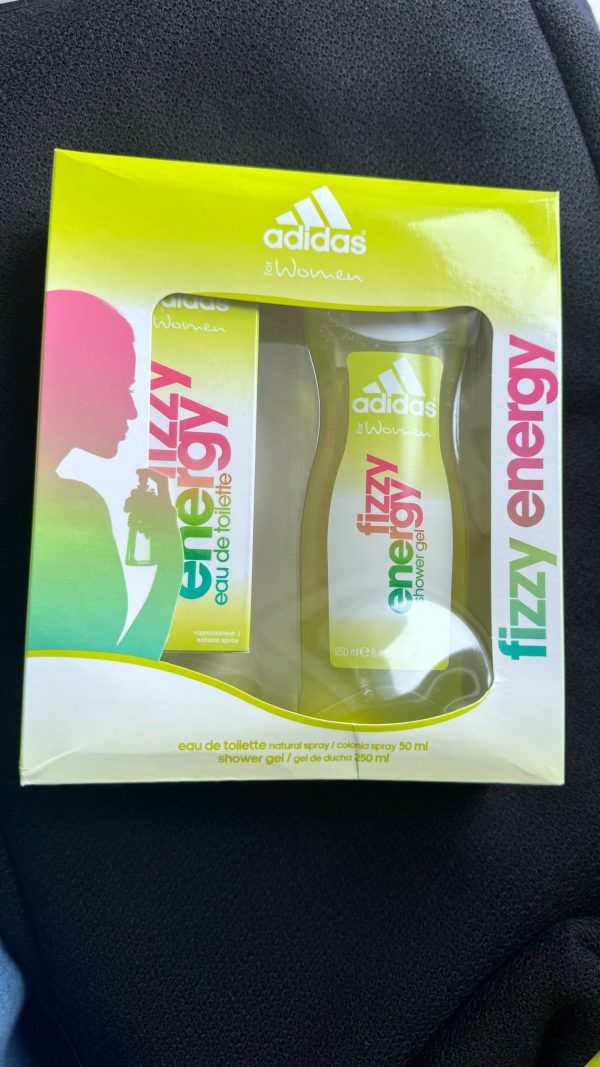 adidas
for Women
adidas
Women
fizzy
energy
eau de toilette
vaporisateur /
natural spray
adidas
for Women
fizzy
energy
shower gel
250 ml e 8.
fizzy energy
eau de toilette natural spray / colonia spray 50 ml
shower gel / gel de ducha 250 ml